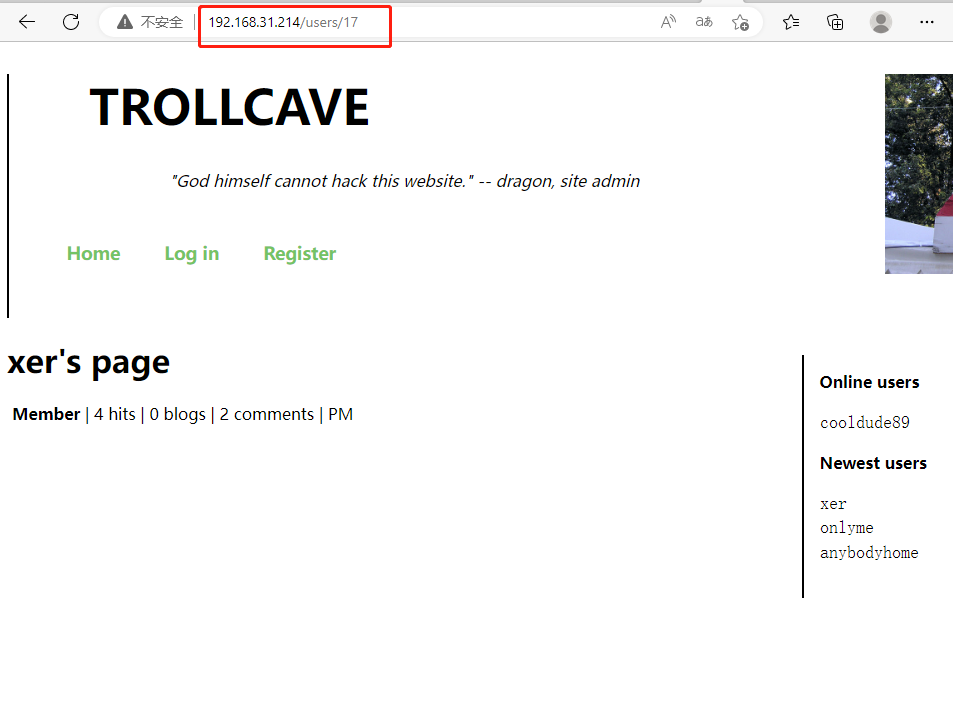 不安全 192.168.31.214/users/17
TROLLCAVE
"God himself cannot hack this website." -- dragon, site admin
Home Log in Register
xer's page
Member | 4 hits | 0 blogs | 2 comments | PM
Online users
cooldude89
Newest users
xer
onlyme
anybodyhome